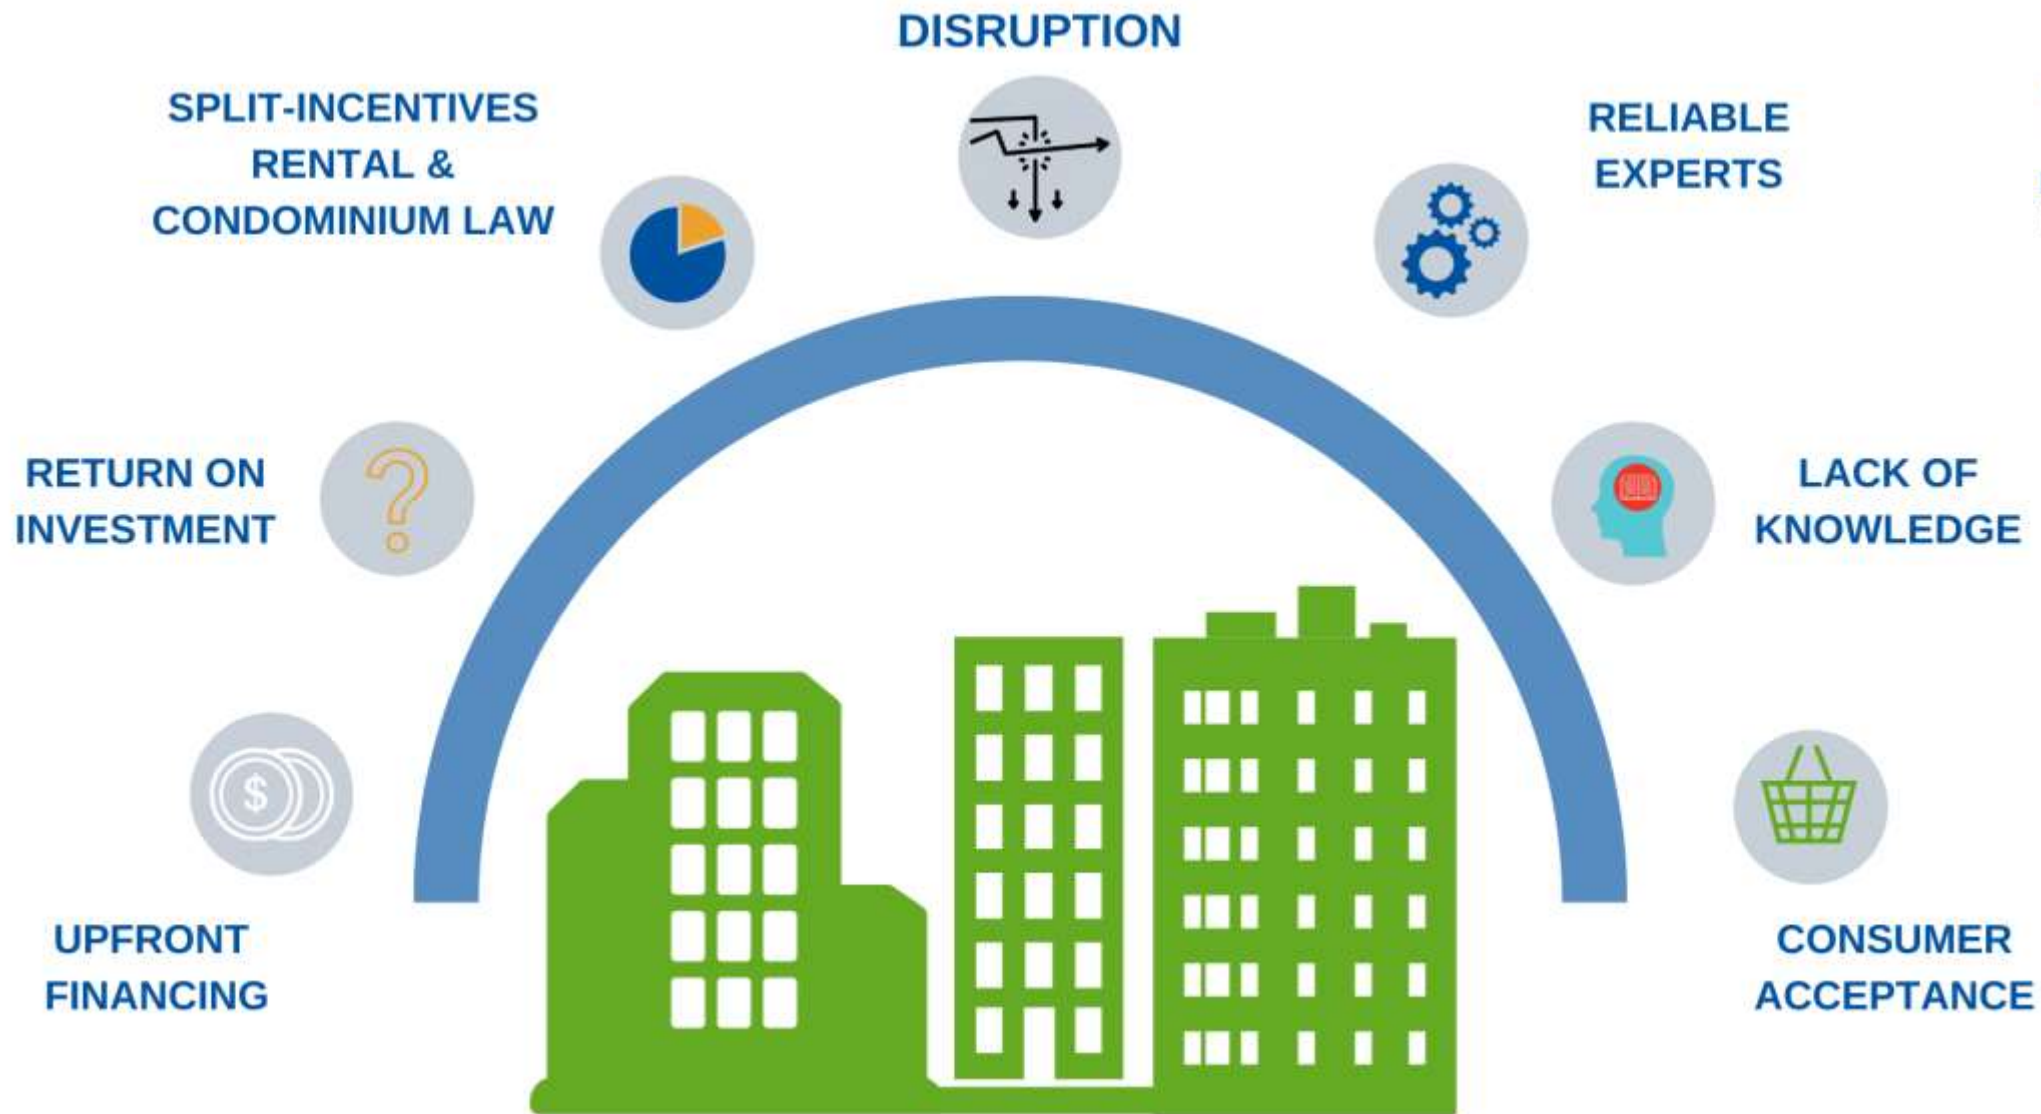 DISRUPTION
SPLIT-INCENTIVES
RENTAL &
CONDOMINIUM LAW
RELIABLE
EXPERTS
RETURN ON
INVESTMENT
LACK OF
KNOWLEDGE
$
UPFRONT
FINANCING
CONSUMER
ACCEPTANCE